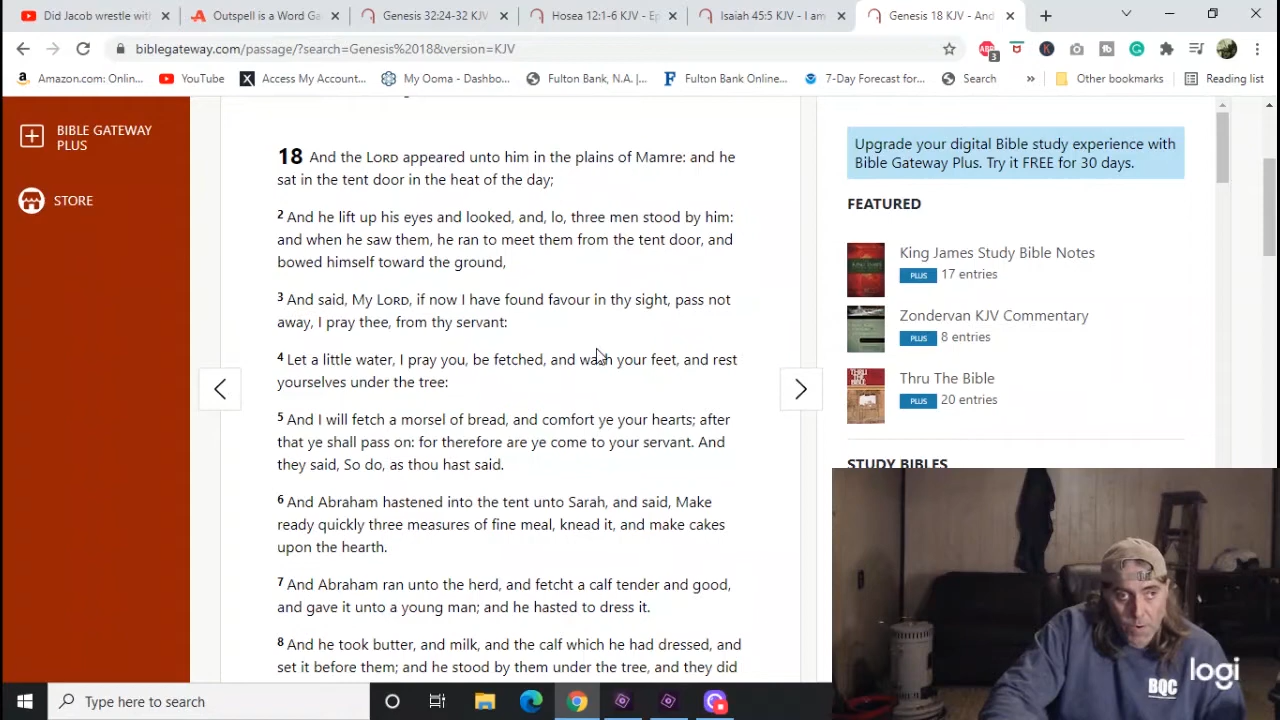 Did Jacob wrestle with
Outspell is a Word Ga
Genesis 32:24-32 KJV
Hosea 12:1-6 KJV - Ep
Isaiah 45:5 KJV - I am
Genesis 18 KJV - And
biblegateway.com/passage/?search=Genesis%2018&version=KJV
ABP
3
K
G
a
Amazon.com: Onlin...
YouTube
X
Access My Account...
My Ooma - Dashbo...
Fulton Bank, N.A. |...
F
Fulton Bank Online...
7-Day Forecast for...
Search
»
Other bookmarks
Reading list
BIBLE GATEWAY
PLUS
STORE
18 And the LORD appeared unto him in the plains of Mamre: and he
sat in the tent door in the heat of the day;
2 And he lift up his eyes and looked, and, lo, three men stood by him:
and when he saw them, he ran to meet them from the tent door, and
bowed himself toward the ground,
3 And said, My LORD, if now I have found favour in thy sight, pass not
away, I pray thee, from thy servant:
4 Let a little water, I pray you, be fetched, and wash your feet, and rest
yourselves under the tree:
5 And I will fetch a morsel of bread, and comfort ye your hearts; after
that ye shall pass on: for therefore are ye come to your servant. And
they said, So do, as thou hast said.
6 And Abraham hastened into the tent unto Sarah, and said, Make
ready quickly three measures of fine meal, knead it, and make cakes
upon the hearth.
7 And Abraham ran unto the herd, and fetcht a calf tender and good,
and gave it unto a young man; and he hasted to dress it.
8 And he took butter, and milk, and the calf which he had dressed, and
set it before them; and he stood by them under the tree, and they did
Upgrade your digital Bible study experience with
Bible Gateway Plus. Try it FREE for 30 days.
FEATURED
King James Study Bible Notes
PLUS 17 entries
Zondervan KJV Commentary
PLUS 8 entries
THRU THE BIBLE
Thru The Bible
PLUS 20 entries
STUDY BIBLES
BQC
logi
Type here to search